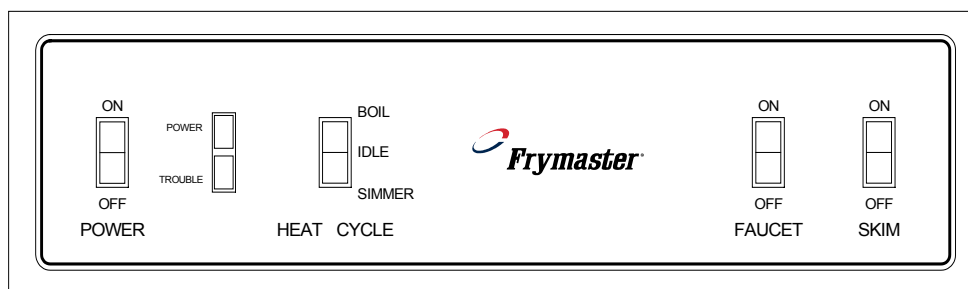 ON
OFF
POWER
POWER
TROUBLE
BOIL
IDLE
SIMMER
HEAT CYCLE
Frymaster
ON
OFF
FAUCET
ON
OFF
SKIM